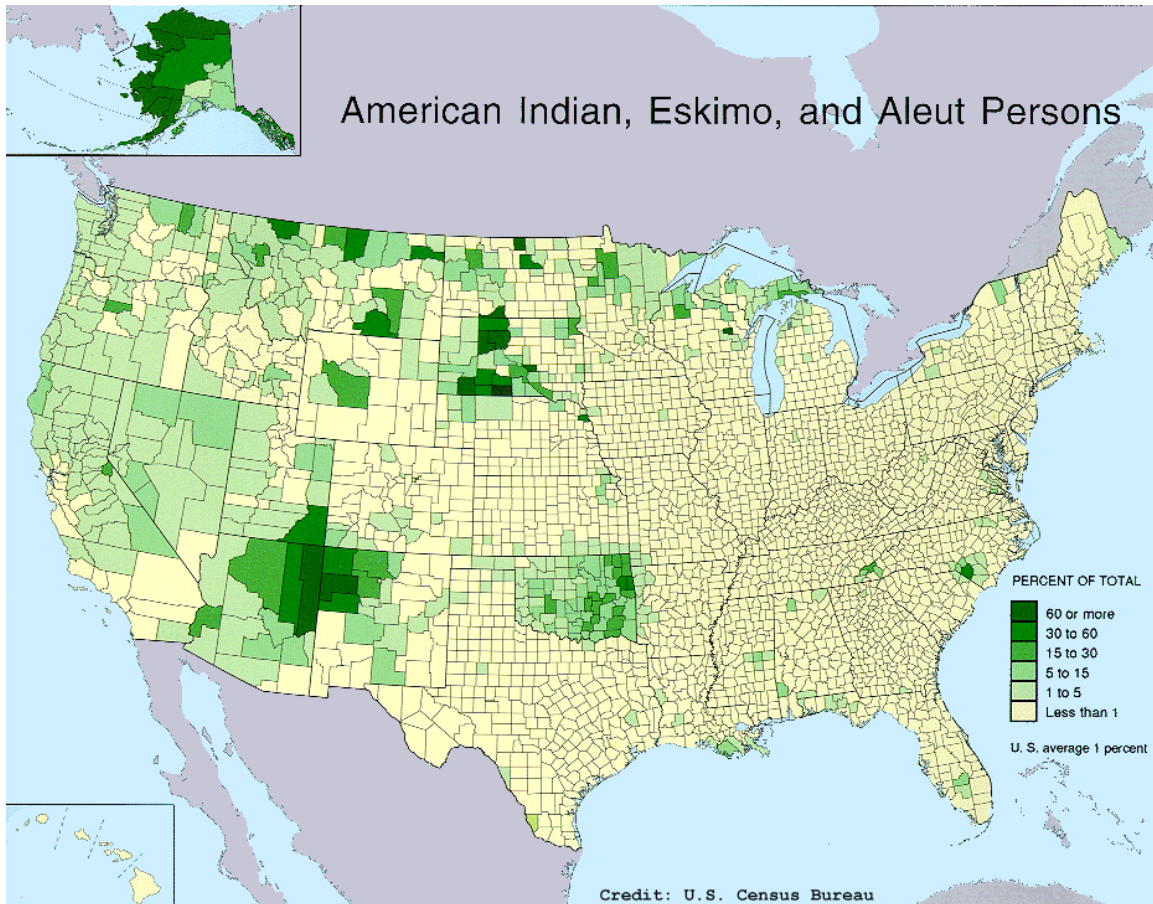 American Indian, Eskimo, and Aleut Persons
PERCENT OF TOTAL
60 or more
30 to 60
15 to 30
5 to 15
1 to 5
Less than 1
U. S. average 1 percent
Credit: U.S. Census Bureau